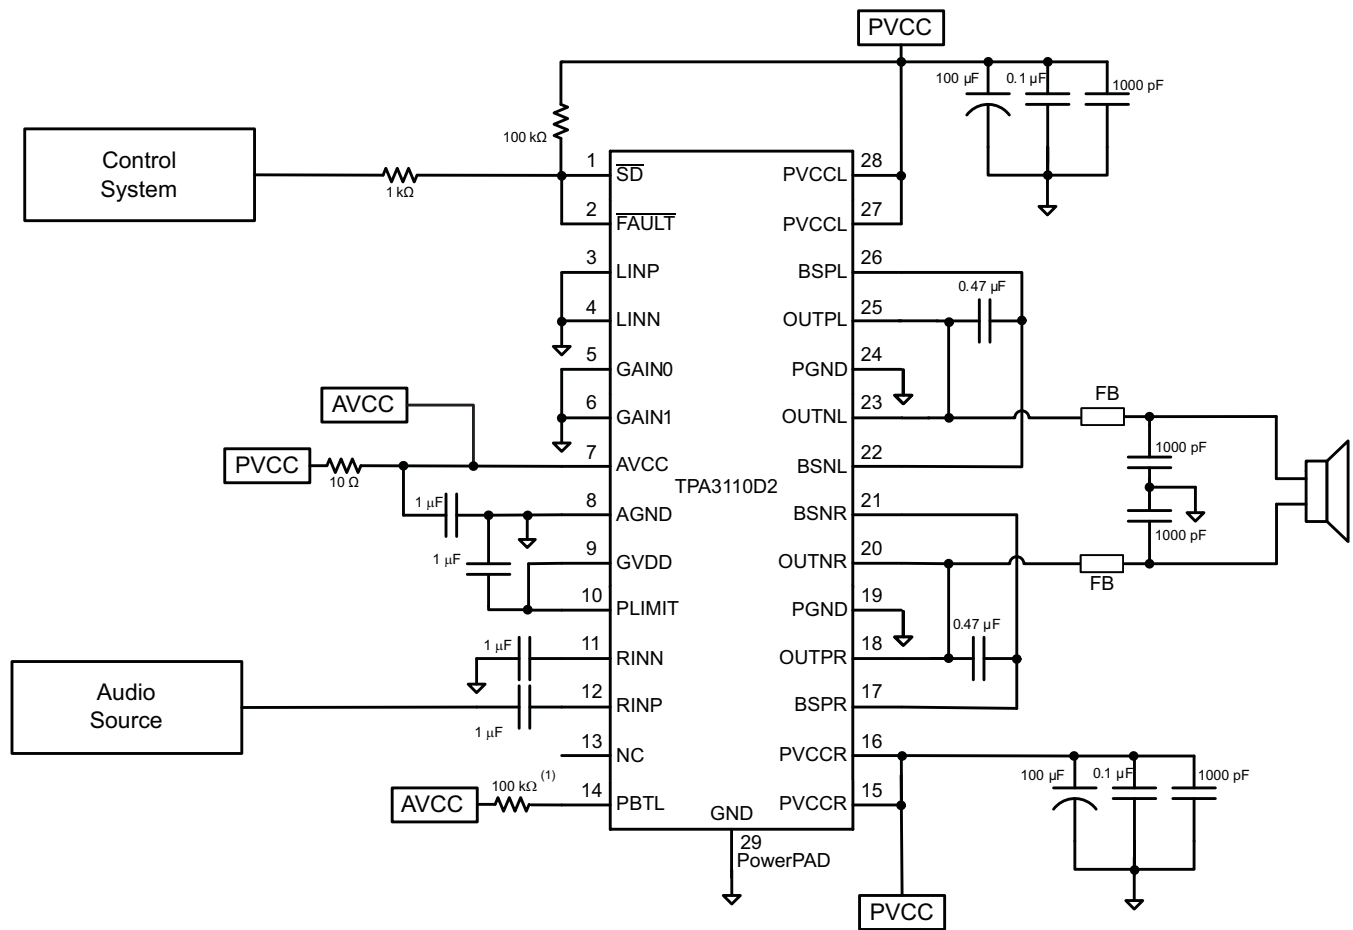 PVCC
100 µF
0.1 µF
1000 pF
100 kΩ
Control
System
1 kΩ
1
SD
2
FAULT
3
LINP
4
LINN
5
GAIN0
6
GAIN1
7
AVCC
8
AGND
9
GVDD
10
PLIMIT
11
RINN
12
RINP
13
NC
14
PBTL
TPA3110D2
GND
29
PowerPAD
28
PVCCL
27
PVCCL
26
BSPL
25
OUTPL
24
PGND
23
OUTNL
22
BSNL
21
BSNR
20
OUTNR
19
PGND
18
OUTPR
17
BSPR
16
PVCCR
15
PVCCR
AVCC
PVCC
10 Ω
1 µF
1 µF
1 µF
Audio
Source
1 µF
AVCC
100 kΩ (1)
0.47 µF
FB
1000 pF
1000 pF
FB
0.47 µF
100 µF
0.1 µF
1000 pF
PVCC